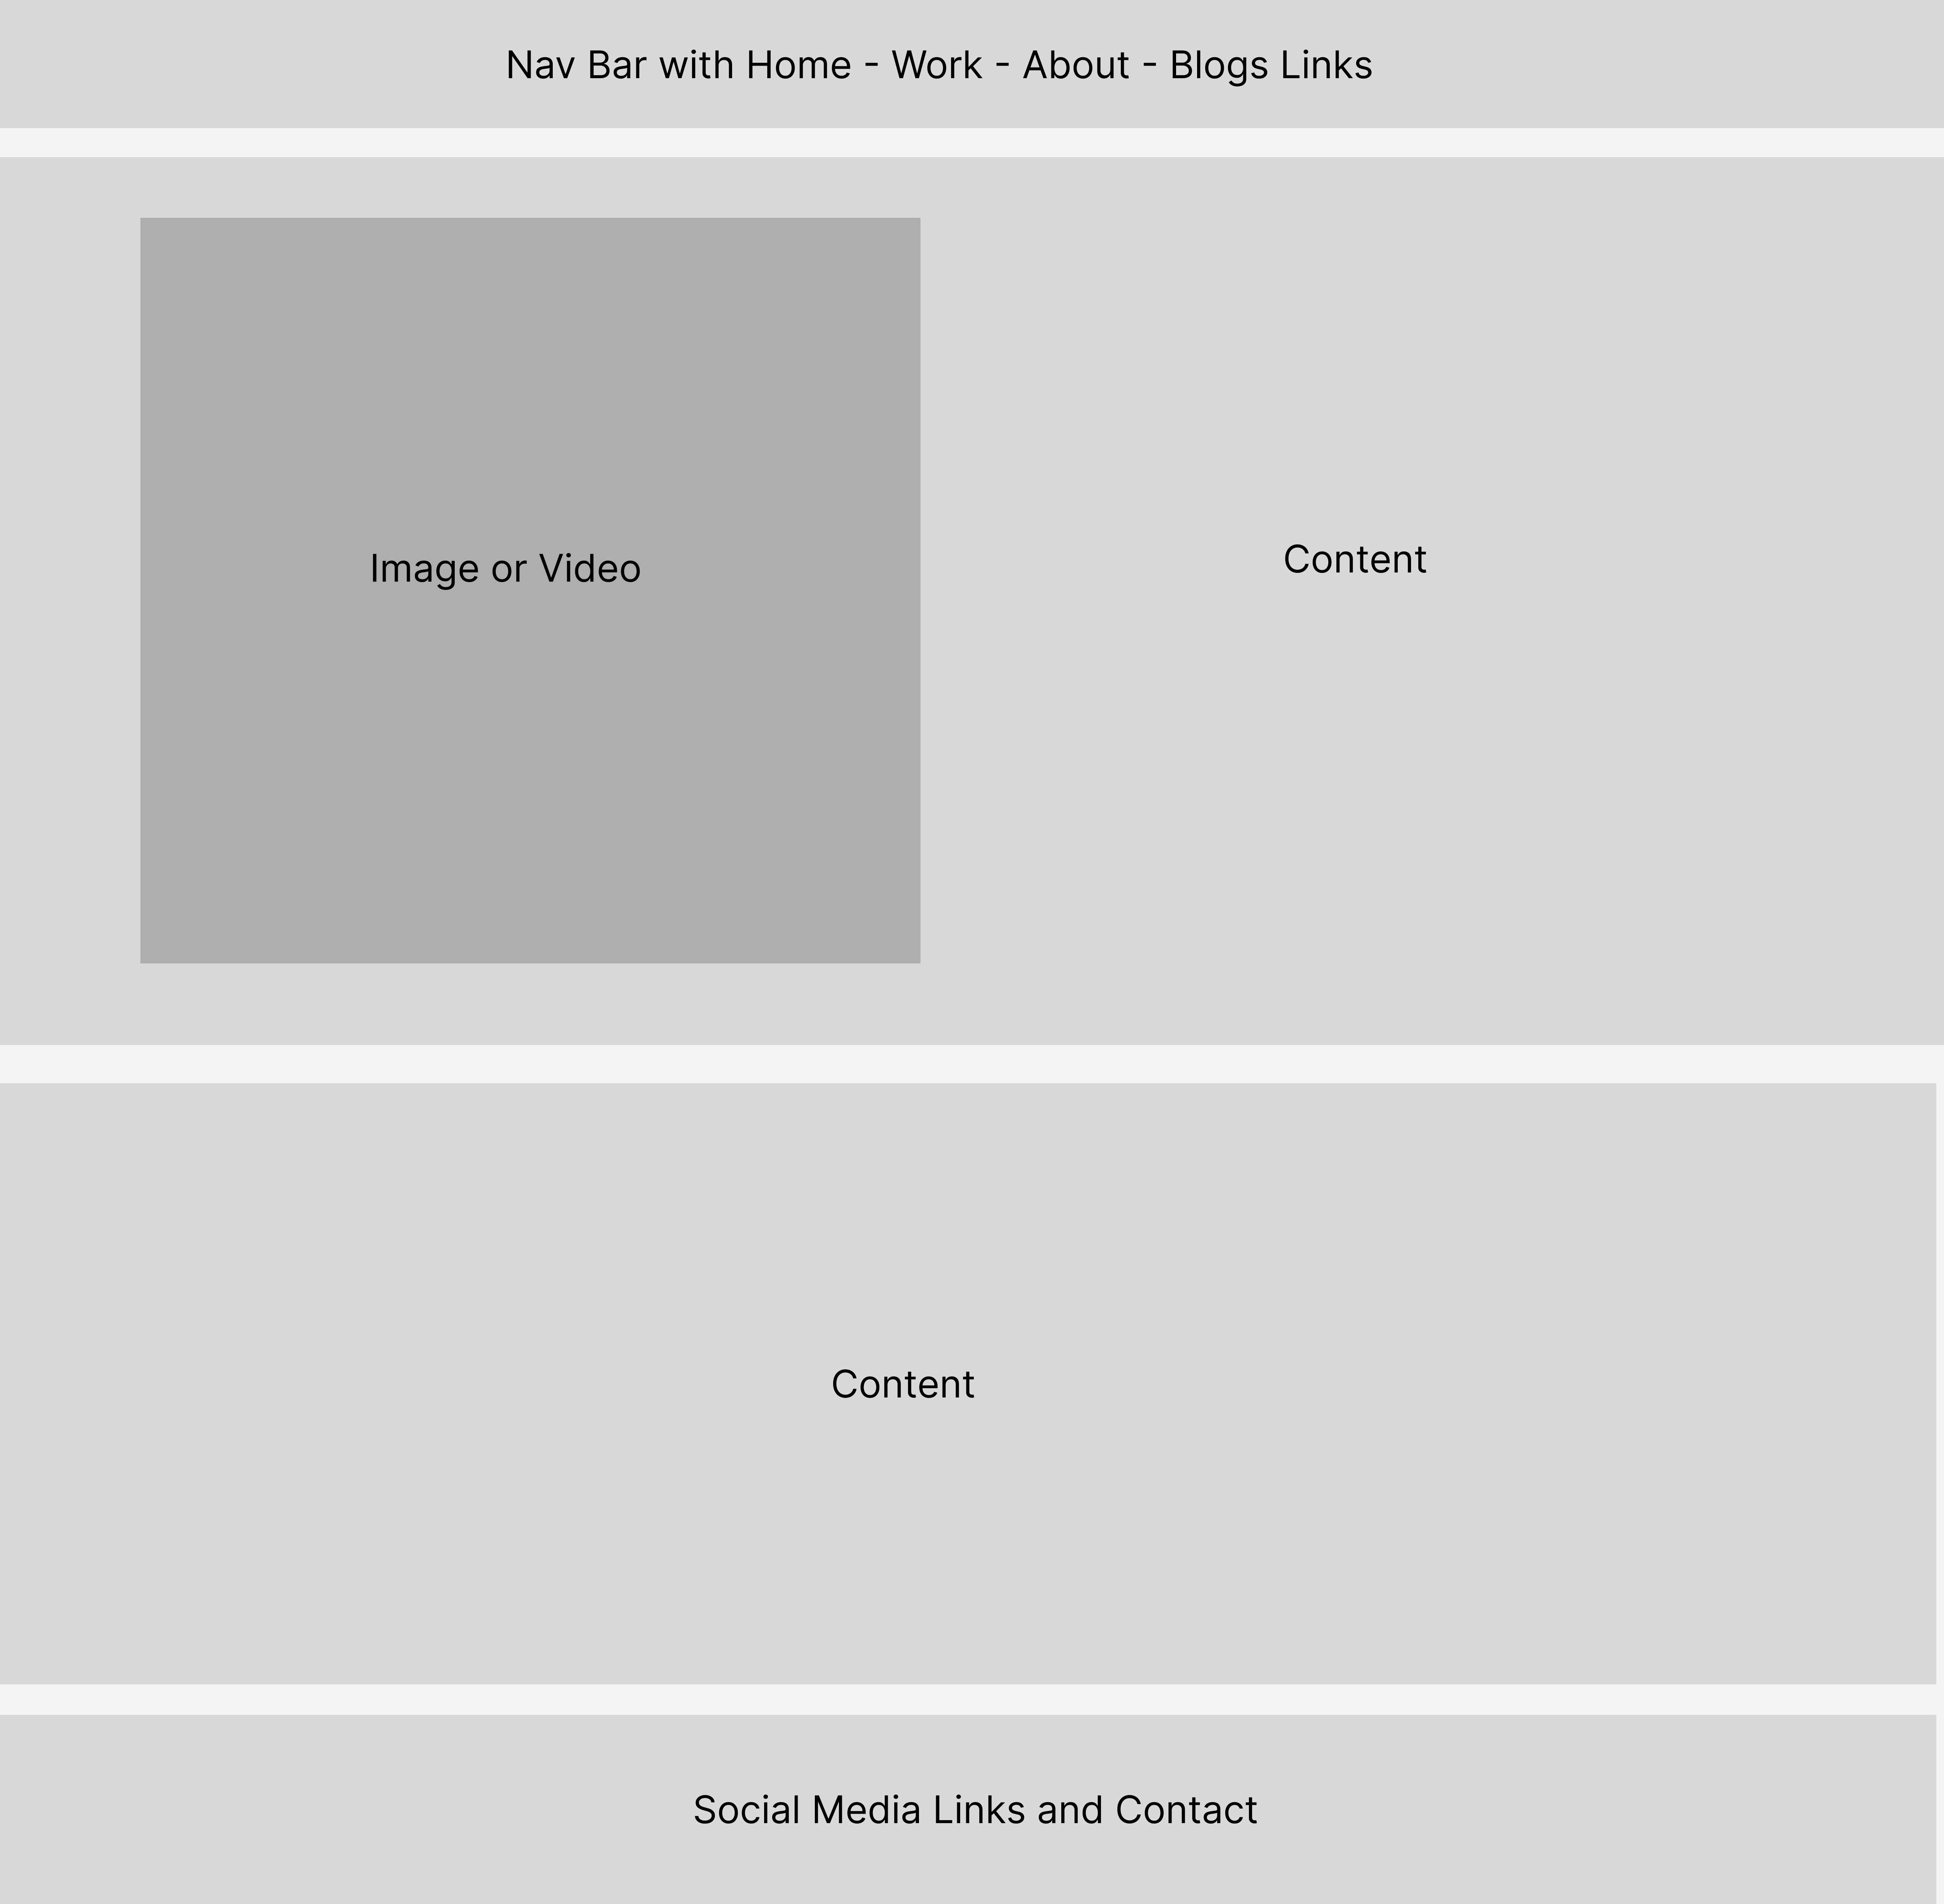 Nav Bar with Home - Work - About - Blogs Links
Image or Video
Content
Content
Social Media Links and Contact